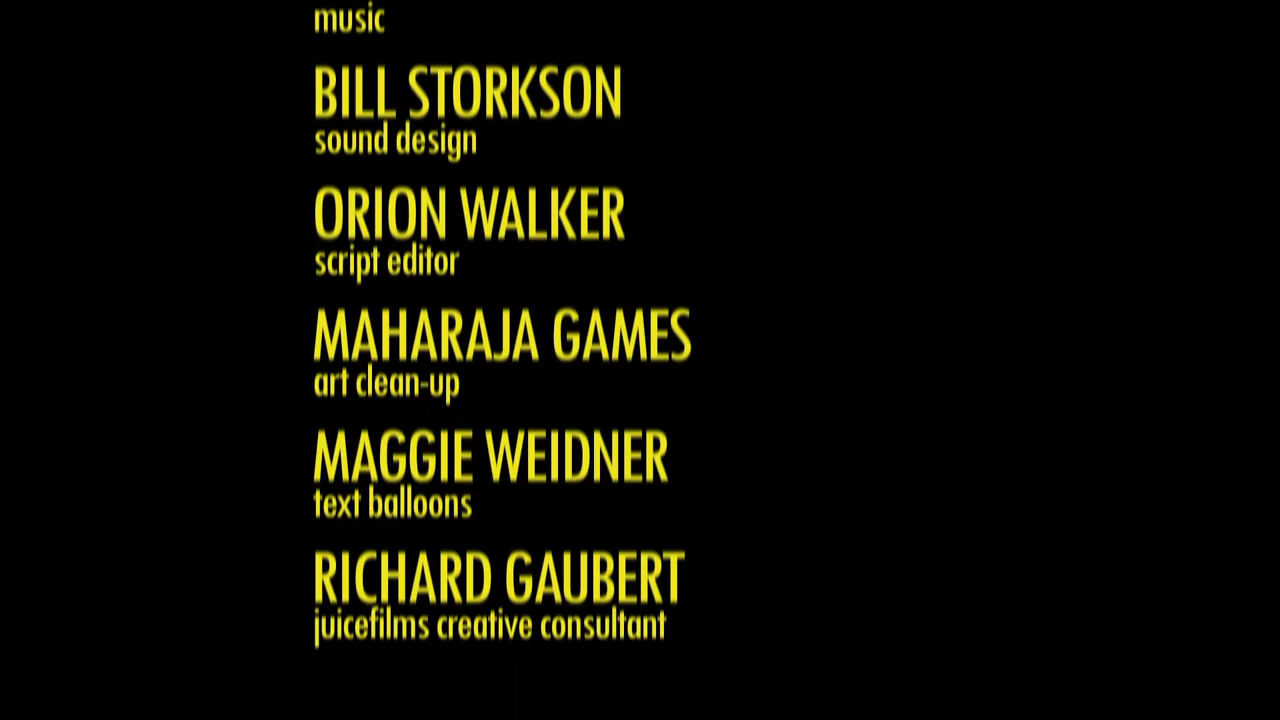 music
BILL STORKSON
sound design
ORION WALKER
script editor
MAHARAJA GAMES
art clean-up
MAGGIE WEIDNER
text balloons
RICHARD GAUBERT
juicefilms creative consultant